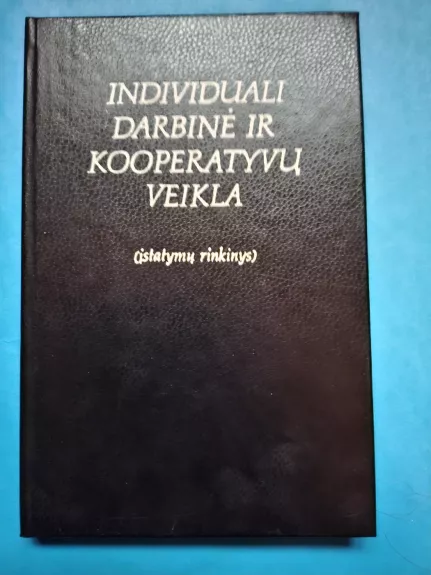 INDIVIDUALI
DARBINĖ IR
KOOPERATYVŲ
VEIKLA
(įstatymų rinkinys)